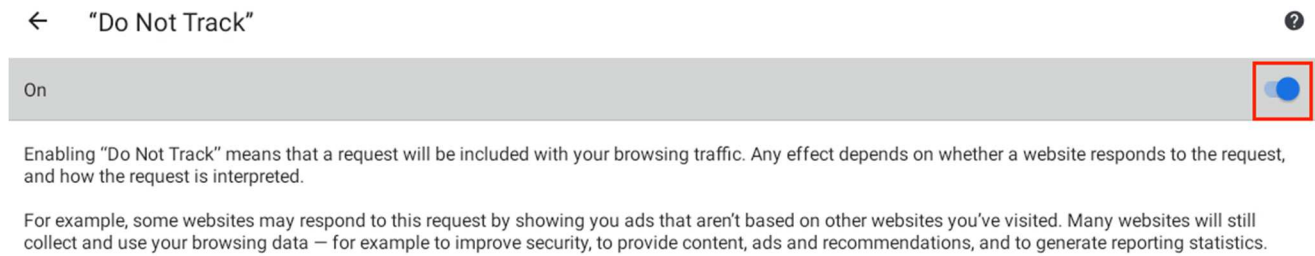 “Do Not Track”
On
Enabling “Do Not Track” means that a request will be included with your browsing traffic. Any effect depends on whether a website responds to the request,
and how the request is interpreted.
For example, some websites may respond to this request by showing you ads that aren’t based on other websites you’ve visited. Many websites will still
collect and use your browsing data — for example to improve security, to provide content, ads and recommendations, and to generate reporting statistics.